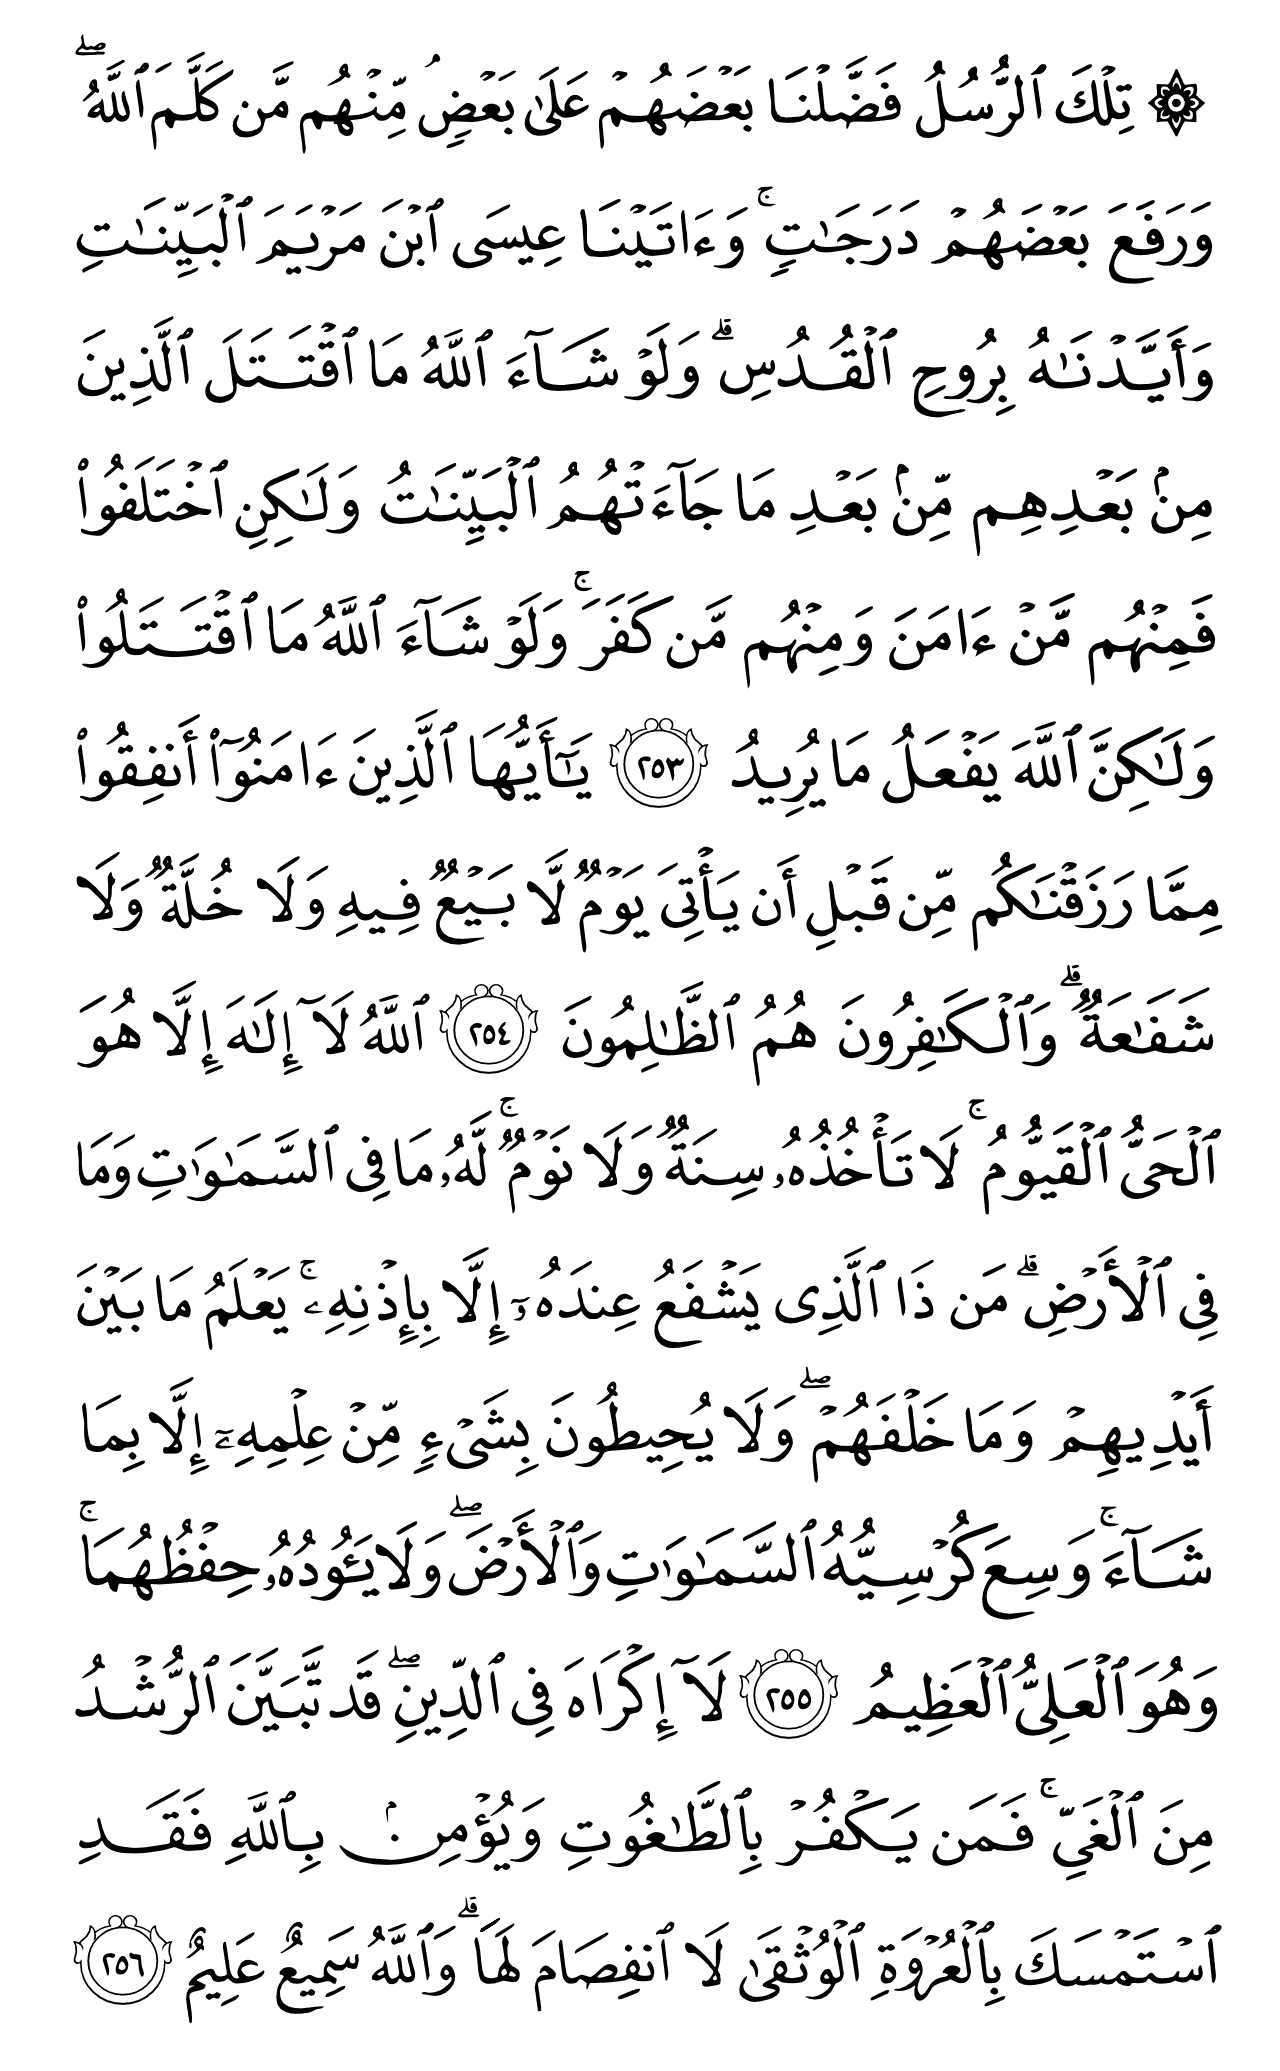 ۞ تِلْكَ ٱلرُّسُلُ فَضَّلْنَا بَعْضَهُمْ عَلَىٰ بَعْضٍۘ مِّنْهُم مَّن كَلَّمَ ٱللَّهُۖ
وَرَفَعَ بَعْضَهُمْ دَرَجَٰتٍۚ وَءَاتَيْنَا عِيسَى ٱبْنَ مَرْيَمَ ٱلْبَيِّنَٰتِ
وَأَيَّدْنَٰهُ بِرُوحِ ٱلْقُدُسِۗ وَلَوْ شَآءَ ٱللَّهُ مَا ٱقْتَتَلَ ٱلَّذِينَ
مِنۢ بَعْدِهِم مِّنۢ بَعْدِ مَا جَآءَتْهُمُ ٱلْبَيِّنَٰتُ وَلَٰكِنِ ٱخْتَلَفُوا۟
فَمِنْهُم مَّنْ ءَامَنَ وَمِنْهُم مَّن كَفَرَۚ وَلَوْ شَآءَ ٱللَّهُ مَا ٱقْتَتَلُوا۟
وَلَٰكِنَّ ٱللَّهَ يَفْعَلُ مَا يُرِيدُ ٢٥٣ يَٰٓأَيُّهَا ٱلَّذِينَ ءَامَنُوٓا۟ أَنفِقُوا۟
مِمَّا رَزَقْنَٰكُم مِّن قَبْلِ أَن يَأْتِىَ يَوْمٌ لَّا بَيْعٌ فِيهِ وَلَا خُلَّةٌ وَلَا
شَفَٰعَةٌۗ وَٱلْكَٰفِرُونَ هُمُ ٱلظَّٰلِمُونَ ٢٥٤ ٱللَّهُ لَآ إِلَٰهَ إِلَّا هُوَ
ٱلْحَىُّ ٱلْقَيُّومُۚ لَا تَأْخُذُهُۥ سِنَةٌ وَلَا نَوْمٌۚ لَّهُۥ مَا فِى ٱلسَّمَٰوَٰتِ وَمَا
فِى ٱلْأَرْضِۗ مَن ذَا ٱلَّذِى يَشْفَعُ عِندَهُۥٓ إِلَّا بِإِذْنِهِۦۚ يَعْلَمُ مَا بَيْنَ
أَيْدِيهِمْ وَمَا خَلْفَهُمْۖ وَلَا يُحِيطُونَ بِشَىْءٍ مِّنْ عِلْمِهِۦٓ إِلَّا بِمَا
شَآءَۚ وَسِعَ كُرْسِيُّهُ ٱلسَّمَٰوَٰتِ وَٱلْأَرْضَۖ وَلَا يَـُٔودُهُۥ حِفْظُهُمَاۚ
وَهُوَ ٱلْعَلِىُّ ٱلْعَظِيمُ ٢٥٥ لَآ إِكْرَاهَ فِى ٱلدِّينِۖ قَد تَّبَيَّنَ ٱلرُّشْدُ
مِنَ ٱلْغَىِّۚ فَمَن يَكْفُرْ بِٱلطَّٰغُوتِ وَيُؤْمِنۢ بِٱللَّهِ فَقَدِ
ٱسْتَمْسَكَ بِٱلْعُرْوَةِ ٱلْوُثْقَىٰ لَا ٱنفِصَامَ لَهَاۗ وَٱللَّهُ سَمِيعٌ عَلِيمٌ ٢٥٦